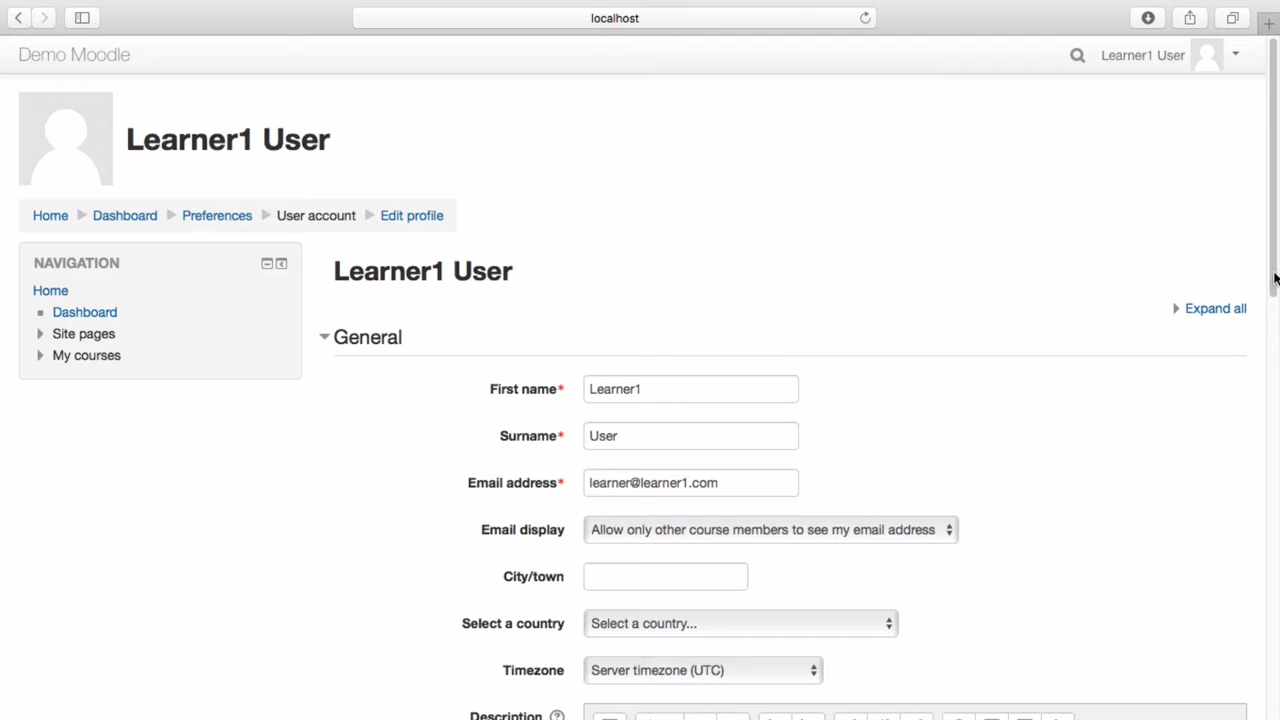 localhost
Demo Moodle
Learner1 User
Learner1 User
Home Dashboard Preferences User account Edit profile
NAVIGATION
Home
Dashboard
Site pages
My courses
Learner1 User
Expand all
General
First name* Learner1
Surname* User
Email address* learner@learner1.com
Email display Allow only other course members to see my email address
City/town
Select a country Select a country...
Timezone Server timezone (UTC)
Description